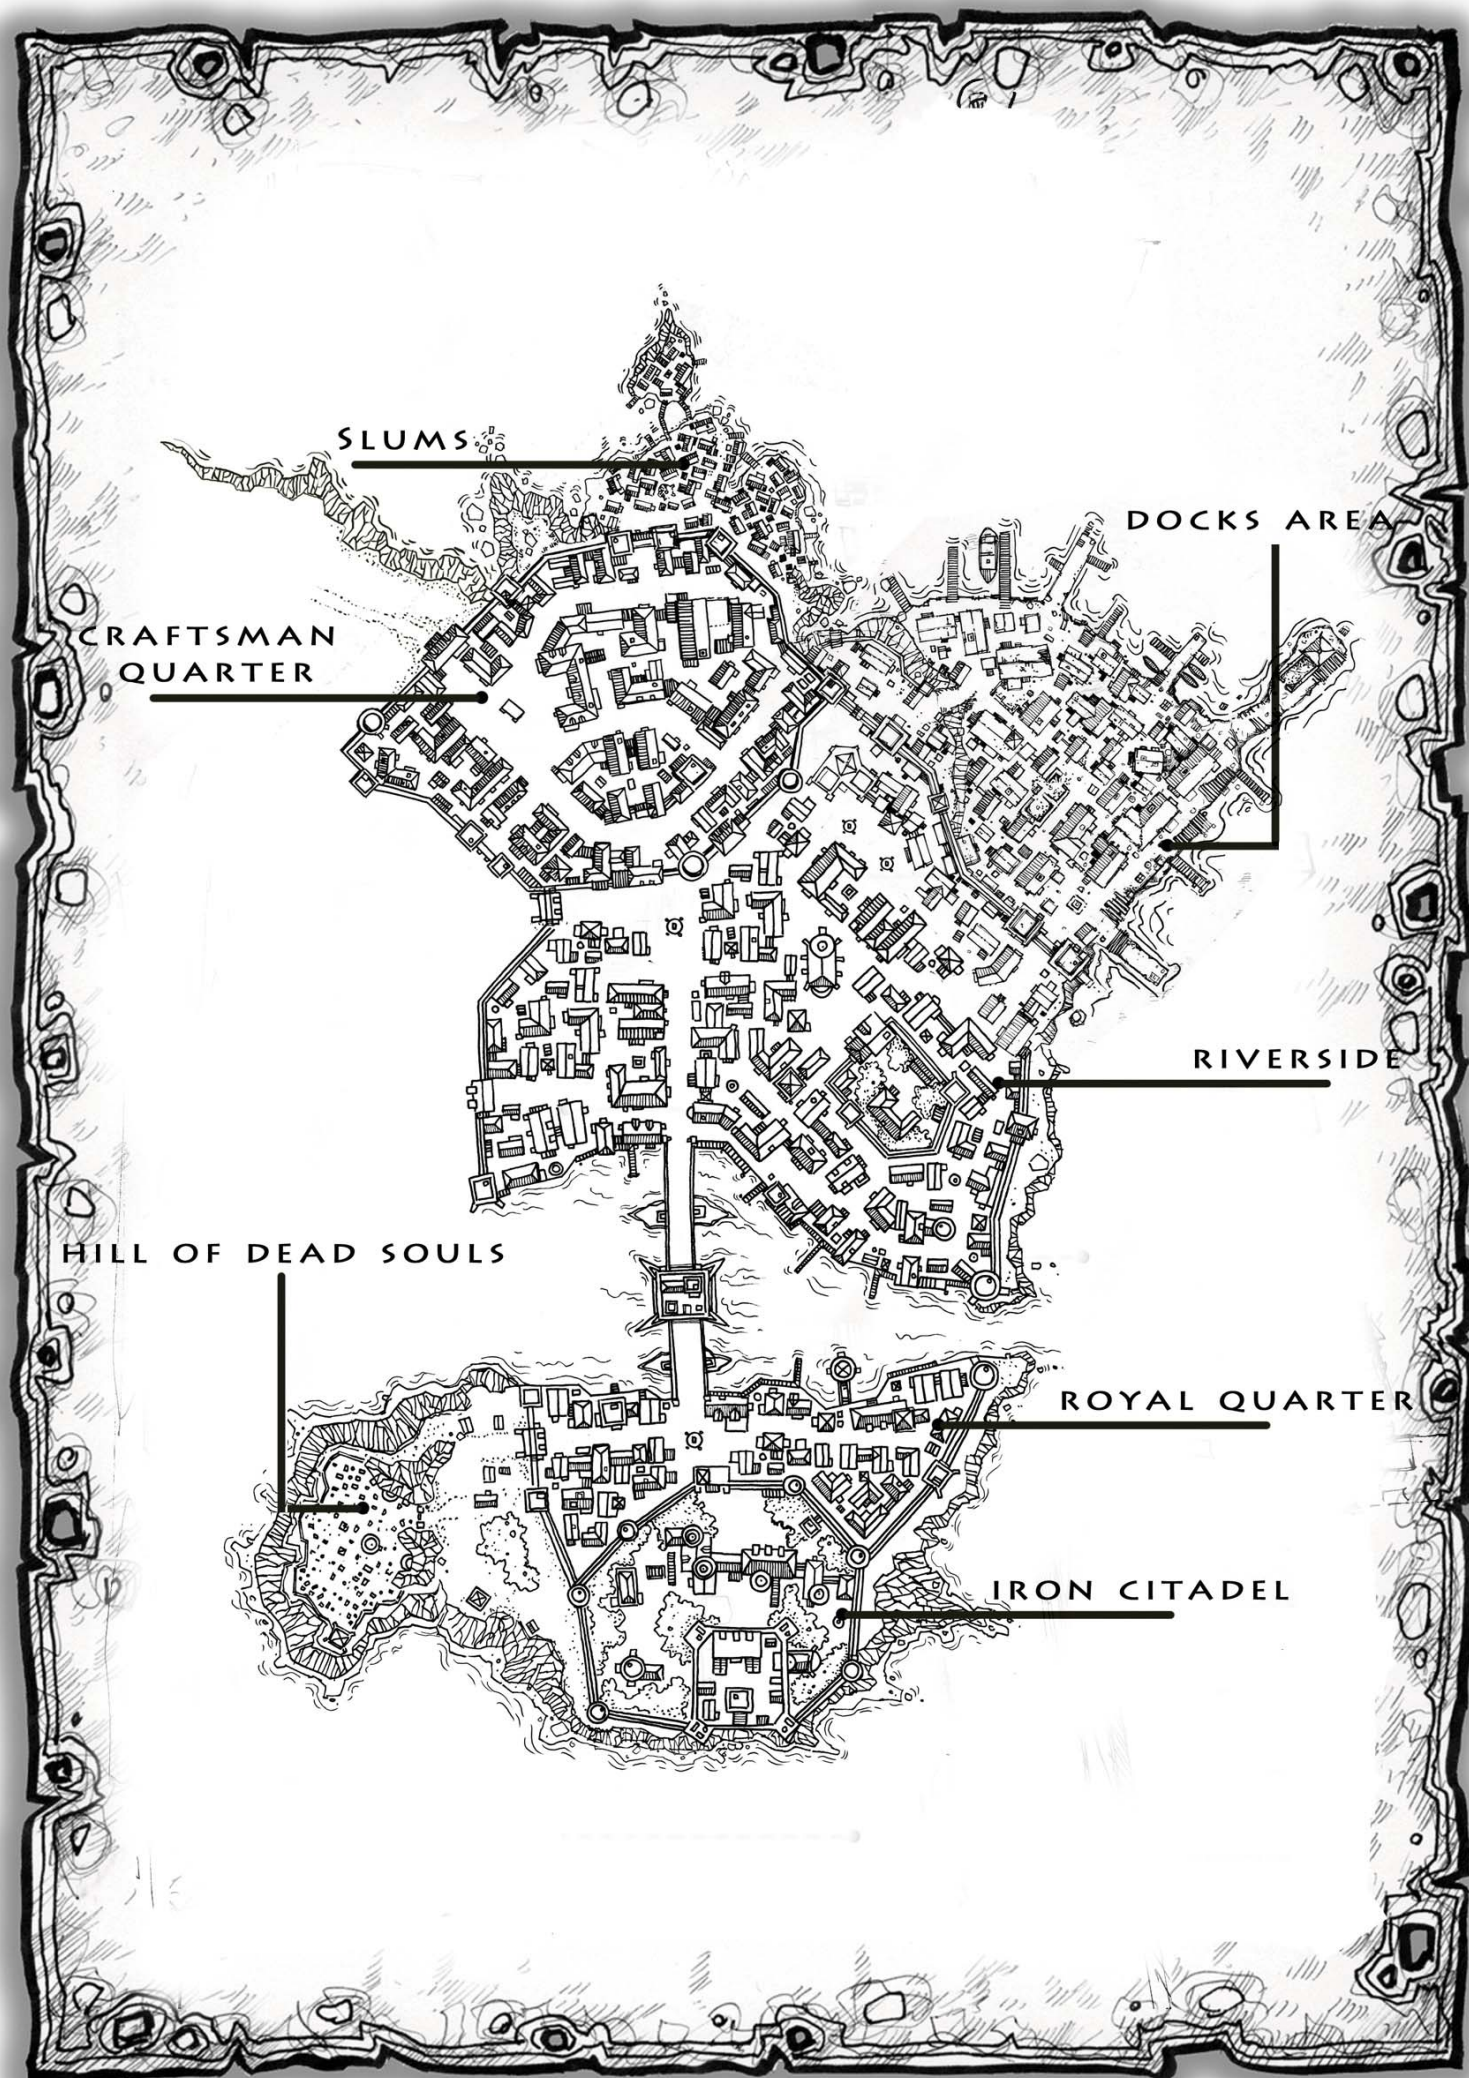 SLUMS
DOCKS AREA
CRAFTSMAN
QUARTER
RIVERSIDE
HILL OF DEAD SOULS
ROYAL QUARTER
IRON CITADEL